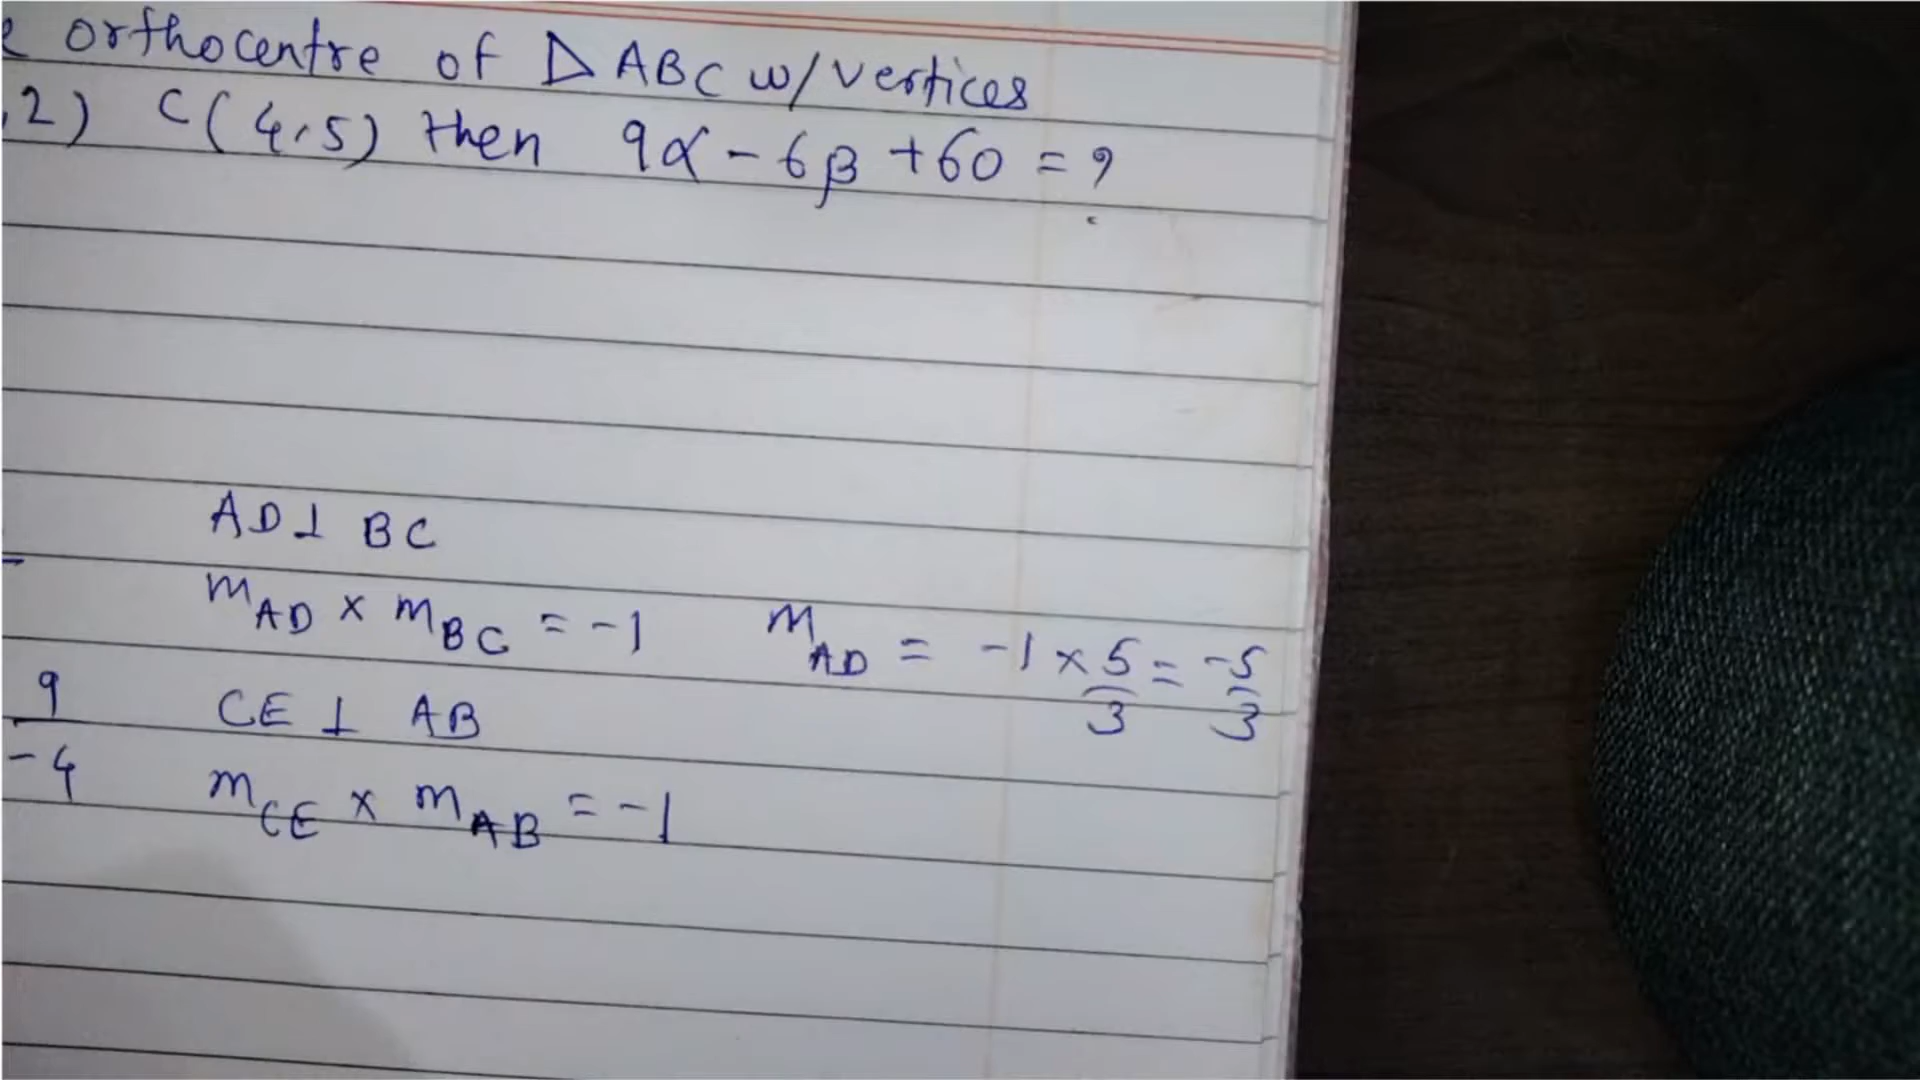 orthocentre of △ ABC w/ vertices
,2) C(4,5) then 9α - 6β + 60 = ?
AD ⊥ BC
m_AD × m_BC = -1 m_AD = -1 × 5/3 = -5/3
9/-4 CE ⊥ AB
m_CE × m_AB = -1